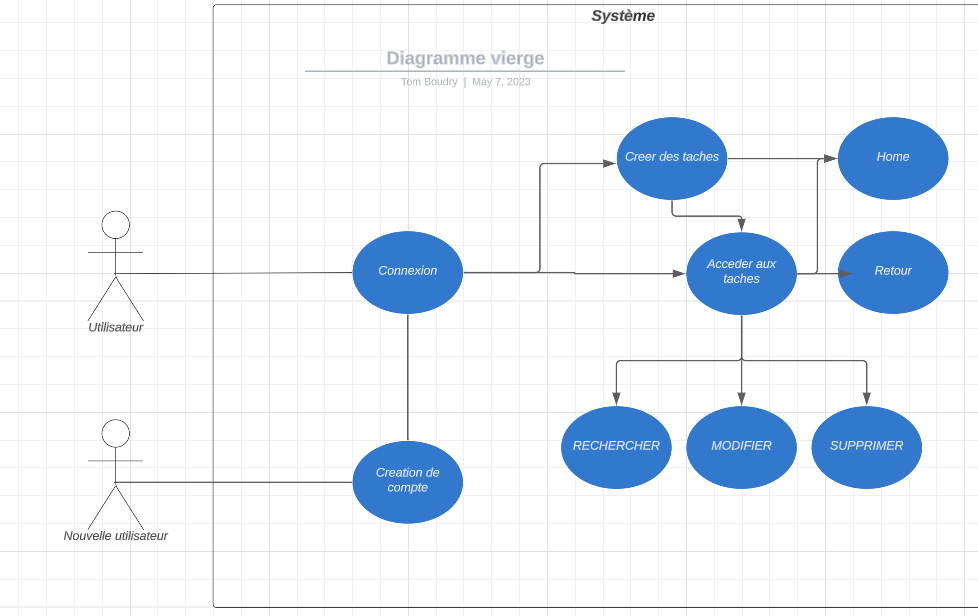 Système
Diagramme vierge
Tom Boudry | May 7, 2023
Creer des taches
Home
Connexion
Acceder aux
taches
Retour
Utilisateur
RECHERCHER
MODIFIER
SUPPRIMER
Creation de
compte
Nouvelle utilisateur